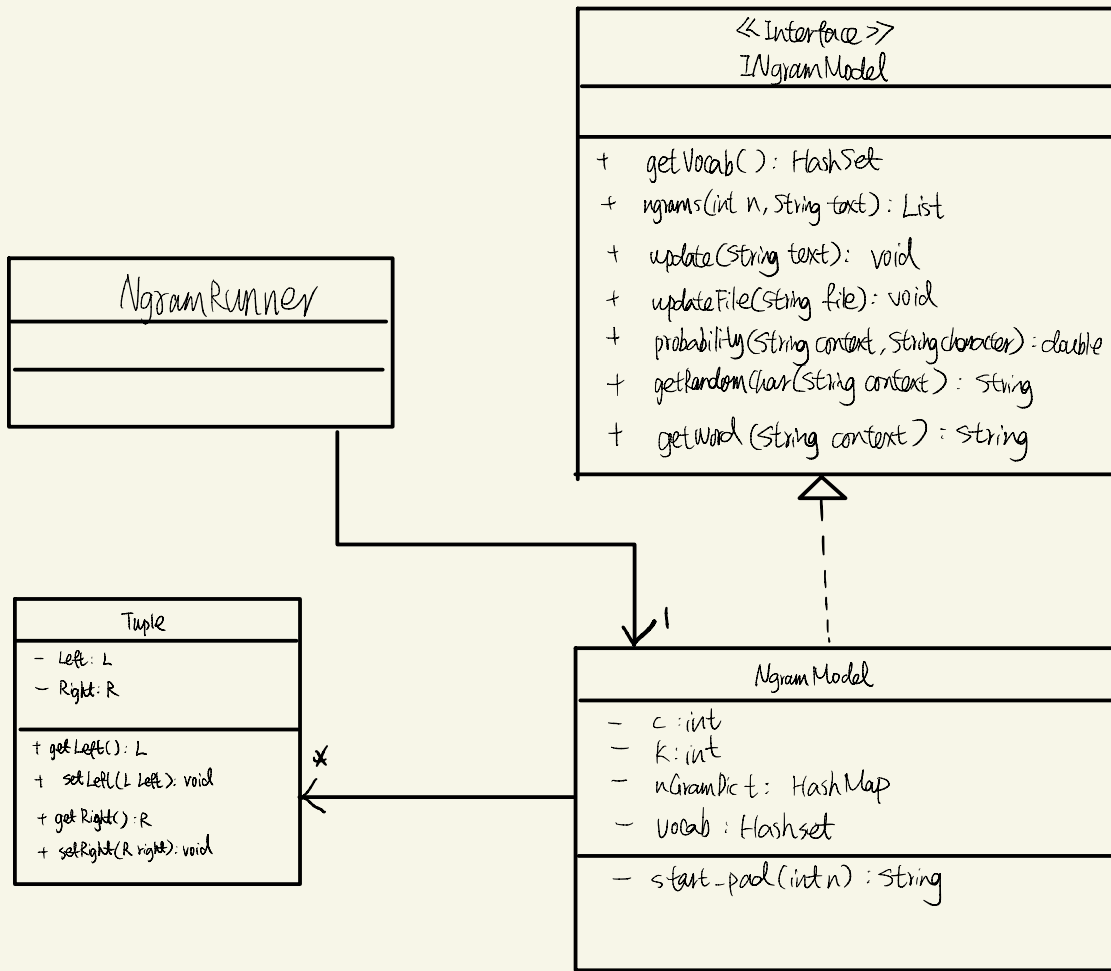 <<Interface>>
INgramModel
+ getVocab(): HashSet
+ ngrams(int n, String text): List
+ update(String text): void
+ updateFile(String file): void
+ probability(String context, String character): double
+ getRandomChar(String context): String
+ getWord(String context): String
NgramRunner
1
Tuple
- Left: L
- Right: R
+ getLeft(): L
+ setLeft(L Left): void
+ getRight(): R
+ setRight(R right): void
*
NgramModel
- c: int
- K: int
- nGramDict: HashMap
- Vocab: Hashset
- start_pad(int n): String